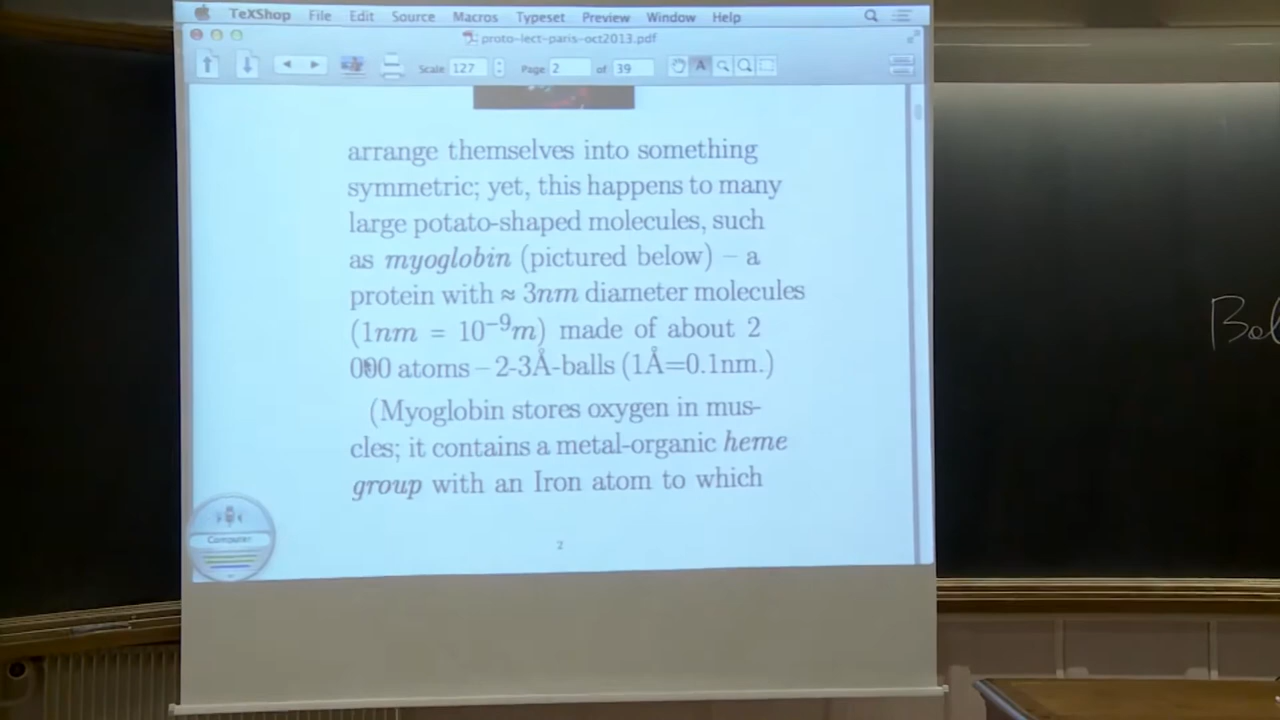 TeXShop File Edit Source Macros Typeset Preview Window Help
proto-lect-paris-oct2013.pdf
Scale 127 Page 2 of 39 A
arrange themselves into something
symmetric; yet, this happens to many
large potato-shaped molecules, such
as myoglobin (pictured below) – a
protein with ≈ 3nm diameter molecules
(1nm = 10⁻⁹m) made of about 2
000 atoms – 2-3Å-balls (1Å=0.1nm.)
(Myoglobin stores oxygen in mus-
cles; it contains a metal-organic heme
group with an Iron atom to which
Computer
2